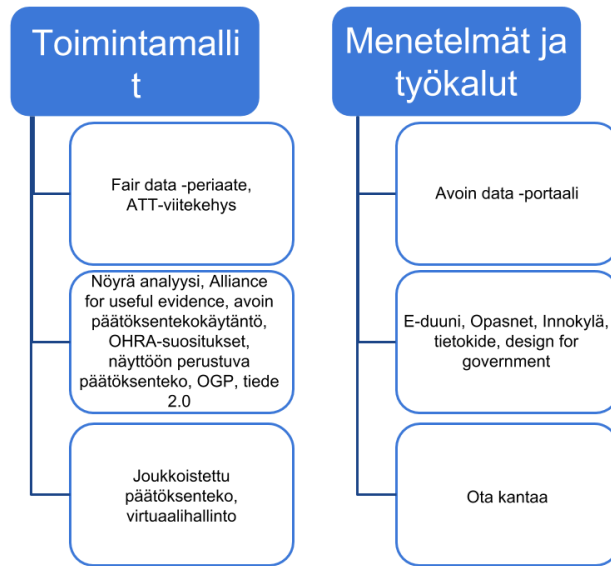 Toimintamalli
t
Fair data -periaate,
ATT-viitekehys
Nöyrä analyysi, Alliance
for useful evidence, avoin
päätöksentekokäytäntö,
OHRA-suositukset,
näyttöön perustuva
päätöksenteko, OGP, tiede
2.0
Joukkoistettu
päätöksenteko,
virtuaalihallinto
Menetelmät ja
työkalut
Avoin data -portaali
E-duuni, Opasnet, Innokylä,
tietokide, design for
government
Ota kantaa